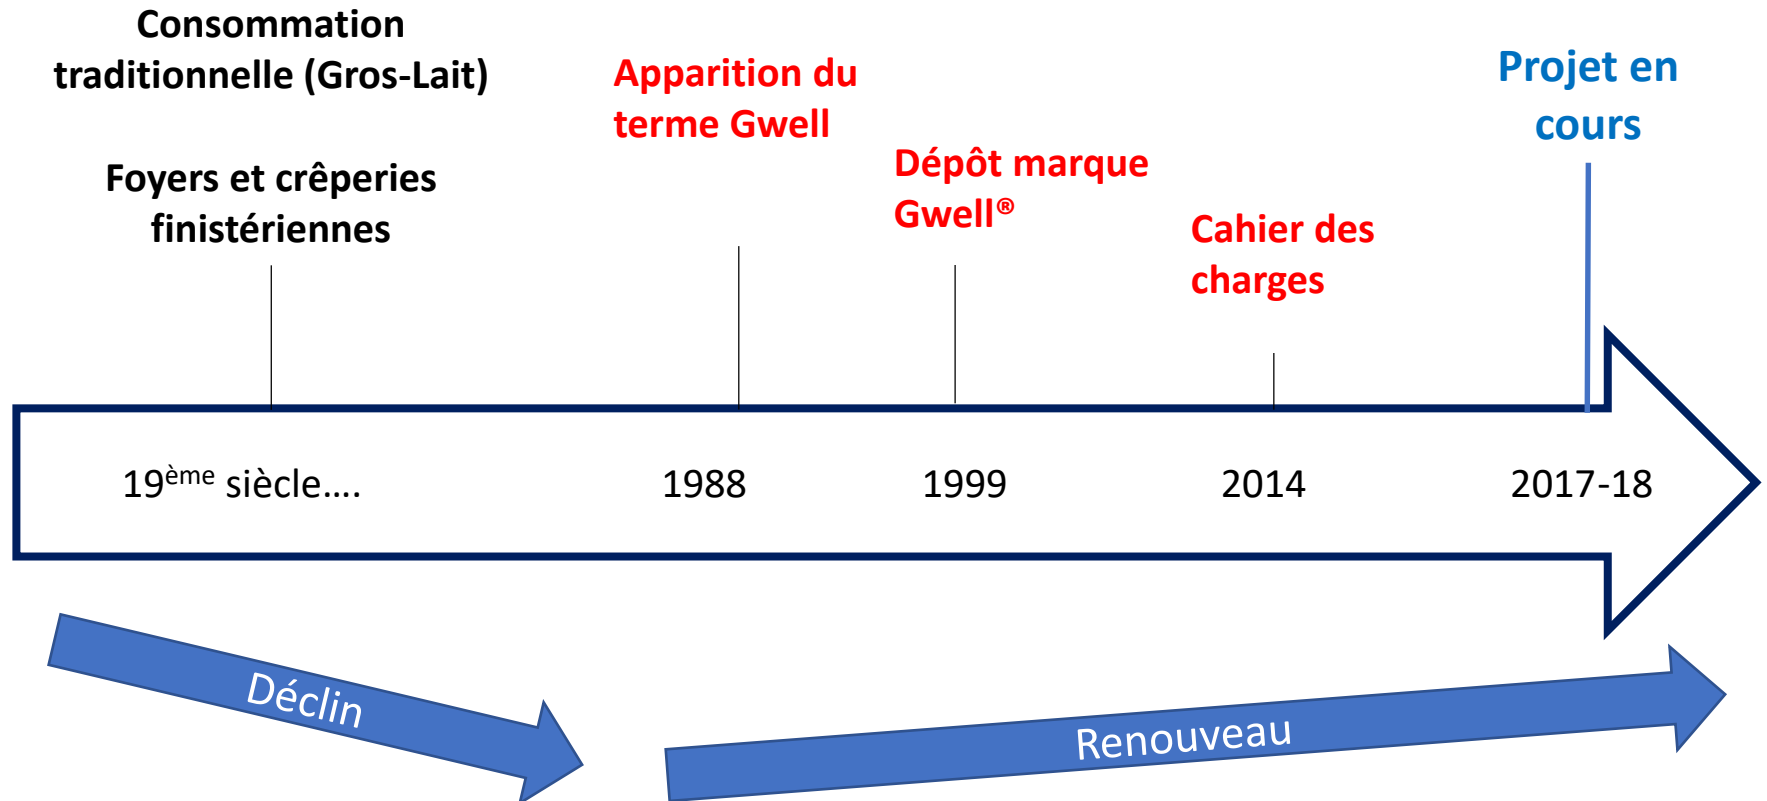 Consommation
traditionnelle (Gros-Lait)
Foyers et crêperies
finistériennes
Apparition du
terme Gwell
Dépôt marque
Gwell®
Cahier des
charges
Projet en
cours
19ème siècle....
1988
1999
2014
2017-18
Déclin
Renouveau